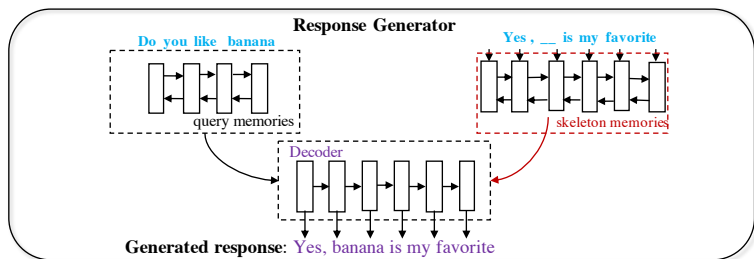 Response Generator
Do you like banana
Yes , __ is my favorite
query memories
skeleton memories
Decoder
Generated response: Yes, banana is my favorite